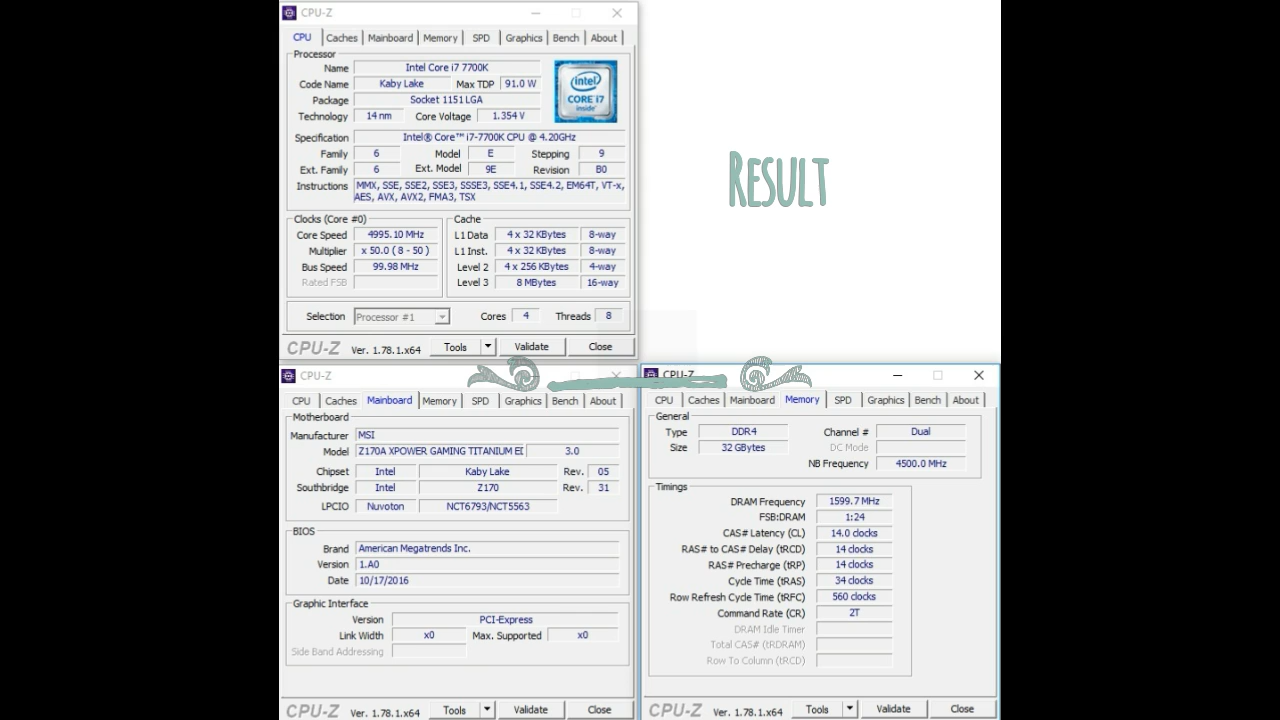 CPU-Z
CPU Caches Mainboard Memory SPD Graphics Bench About
Processor
Name Intel Core i7 7700K
Code Name Kaby Lake Max TDP 91.0 W
Package Socket 1151 LGA
Technology 14 nm Core Voltage 1.354 V
intel
CORE i7
inside
Specification Intel® Core™ i7-7700K CPU @ 4.20GHz
Family 6 Model E Stepping 9
Ext. Family 6 Ext. Model 9E Revision B0
Instructions MMX, SSE, SSE2, SSE3, SSSE3, SSE4.1, SSE4.2, EM64T, VT-x,
AES, AVX, AVX2, FMA3, TSX
Clocks (Core #0)
Core Speed 4995.10 MHz
Multiplier x 50.0 ( 8 - 50 )
Bus Speed 99.98 MHz
Rated FSB
Cache
L1 Data 4 x 32 KBytes 8-way
L1 Inst. 4 x 32 KBytes 8-way
Level 2 4 x 256 KBytes 4-way
Level 3 8 MBytes 16-way
Selection Processor #1 Cores 4 Threads 8
CPU-Z Ver. 1.78.1.x64 Tools Validate Close
RESULT
CPU-Z
CPU Caches Mainboard Memory SPD Graphics Bench About
Motherboard
Manufacturer MSI
Model Z170A XPOWER GAMING TITANIUM EI 3.0
Chipset Intel Kaby Lake Rev. 05
Southbridge Intel Z170 Rev. 31
LPCIO Nuvoton NCT6793/NCT5563
BIOS
Brand American Megatrends Inc.
Version 1.A0
Date 10/17/2016
Graphic Interface
Version PCI-Express
Link Width x0 Max. Supported x0
Side Band Addressing
CPU-Z Ver. 1.78.1.x64 Tools Validate Close
CPU-Z
CPU Caches Mainboard Memory SPD Graphics Bench About
General
Type DDR4 Channel # Dual
Size 32 GBytes DC Mode
NB Frequency 4500.0 MHz
Timings
DRAM Frequency 1599.7 MHz
FSB:DRAM 1:24
CAS# Latency (CL) 14.0 clocks
RAS# to CAS# Delay (tRCD) 14 clocks
RAS# Precharge (tRP) 14 clocks
Cycle Time (tRAS) 34 clocks
Row Refresh Cycle Time (tRFC) 560 clocks
Command Rate (CR) 2T
DRAM Idle Timer
Total CAS# (tRDRAM)
Row To Column (tRCD)
CPU-Z Ver. 1.78.1.x64 Tools Validate Close